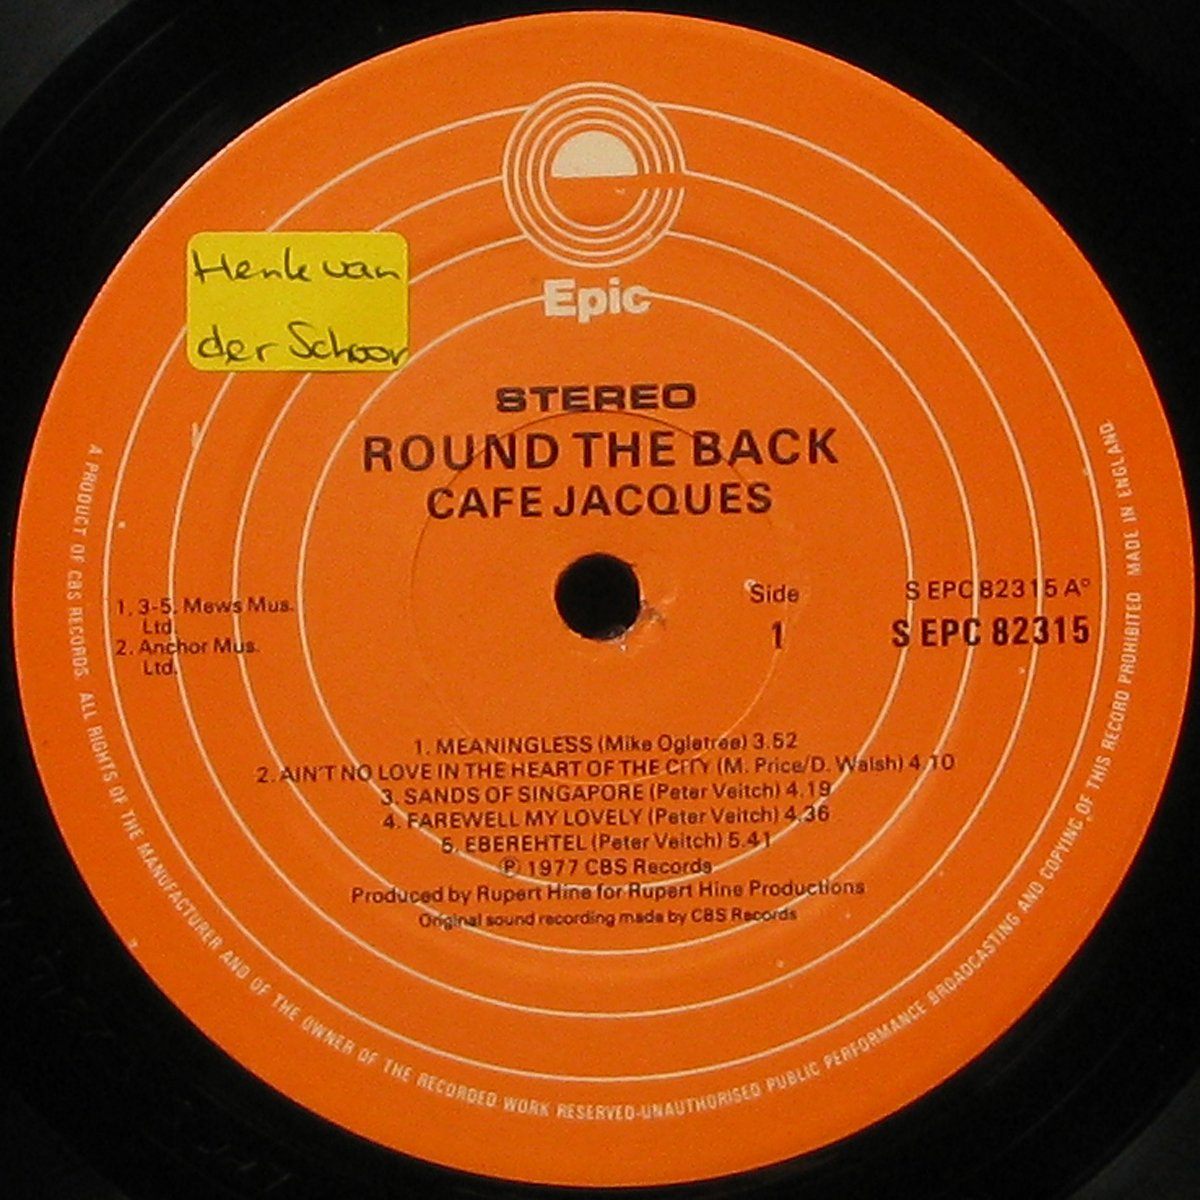 Epic
Henk van
der Schoor
STEREO
ROUND THE BACK
CAFE JACQUES
1. 3-5. Mews Mus.
Ltd.
2. Anchor Mus.
Ltd.
Side
1
S EPC 82315 A°
S EPC 82315
1. MEANINGLESS (Mike Ogletree) 3.52
2. AIN'T NO LOVE IN THE HEART OF THE CITY (M. Price/D. Walsh) 4.10
3. SANDS OF SINGAPORE (Peter Veitch) 4.19
4. FAREWELL MY LOVELY (Peter Veitch) 4.36
5. EBEREHTEL (Peter Veitch) 5.41
℗ 1977 CBS Records
Produced by Rupert Hine for Rupert Hine Productions
Original sound recording made by CBS Records
A PRODUCT OF CBS RECORDS. ALL RIGHTS OF THE MANUFACTURER AND OF THE OWNER OF THE RECORDED WORK RESERVED-UNAUTHORISED PUBLIC PERFORMANCE BROADCASTING AND COPYING OF THIS RECORD PROHIBITED MADE IN ENGLAND.